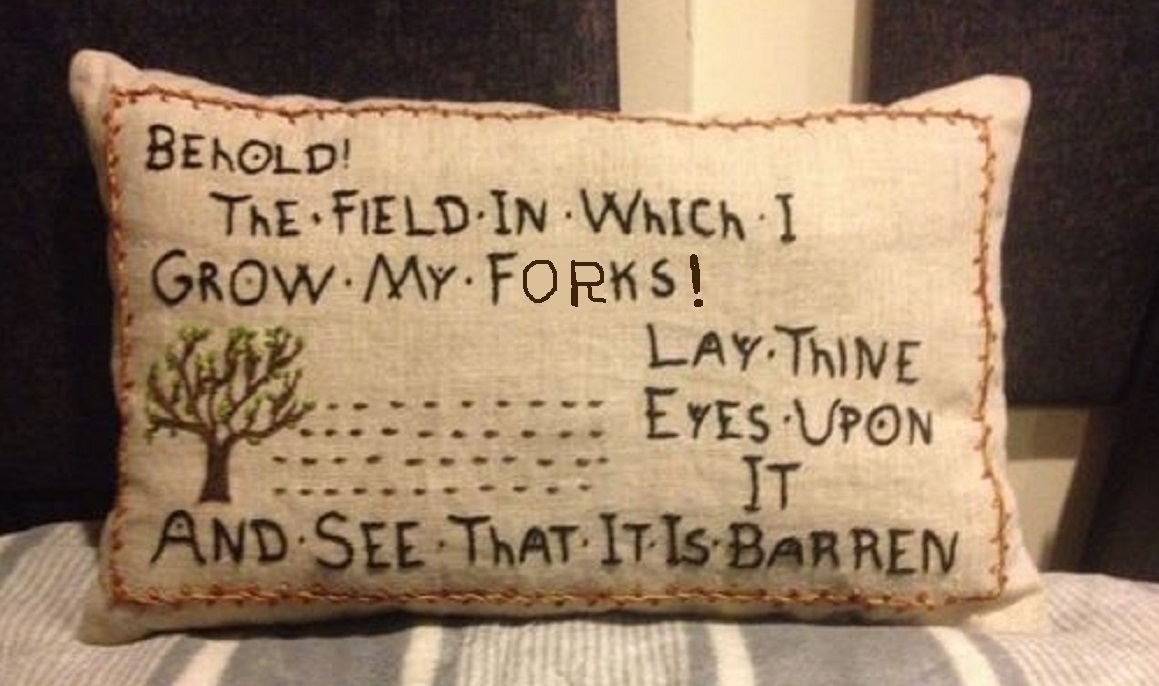 BEhOLD!
ThE·FIELD·IN·WhICh·I
GROW·MY·FORKS!
LAY·ThINE
EYES·UPON
IT
AND·SEE·ThAT·IT·IS·BARREN